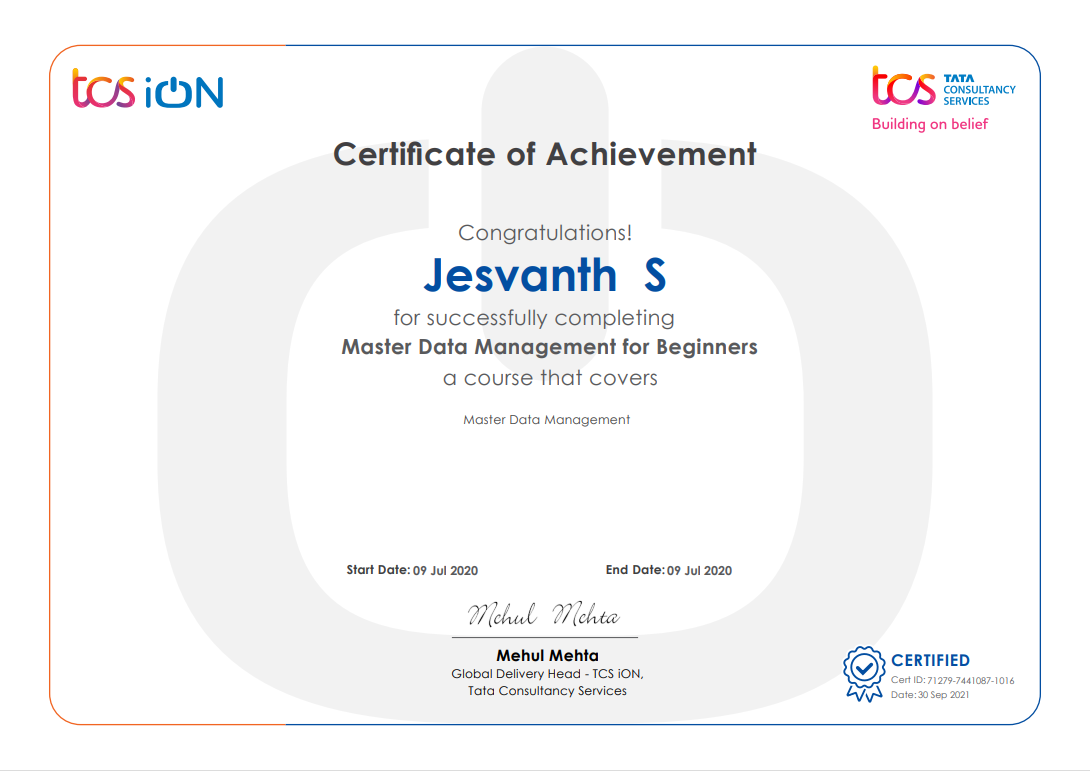 tcs iON
tcs TATA
CONSULTANCY
SERVICES
Building on belief
Certificate of Achievement
Congratulations!
Jesvanth S
for successfully completing
Master Data Management for Beginners
a course that covers
Master Data Management
Start Date: 09 Jul 2020 End Date: 09 Jul 2020
Mehul Mehta
Mehul Mehta
Global Delivery Head - TCS iON,
Tata Consultancy Services
CERTIFIED
Cert ID: 71279-7441087-1016
Date: 30 Sep 2021